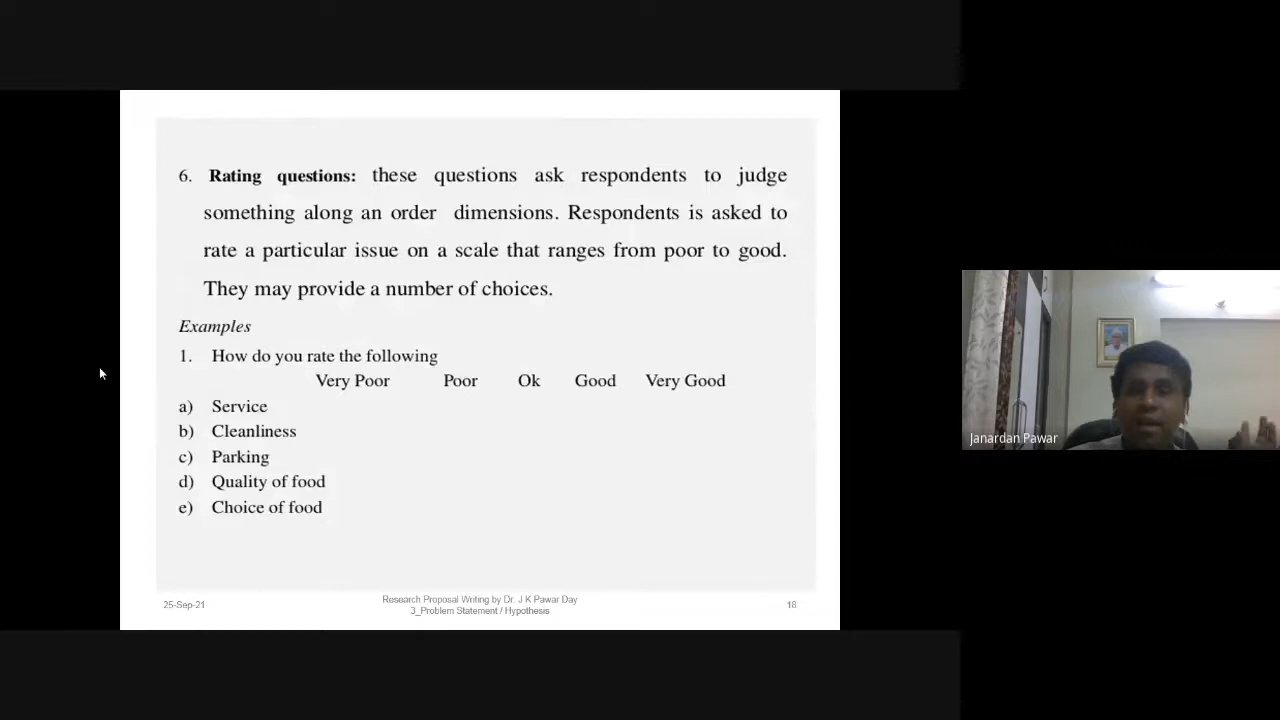 6. Rating questions: these questions ask respondents to judge
something along an order dimensions. Respondents is asked to
rate a particular issue on a scale that ranges from poor to good.
They may provide a number of choices.
Examples
1. How do you rate the following
Very Poor Poor Ok Good Very Good
a) Service
b) Cleanliness
c) Parking
d) Quality of food
e) Choice of food
25-Sep-21
Research Proposal Writing by Dr. J K Pawar Day
3_Problem Statement / Hypothesis
18
Janardan Pawar